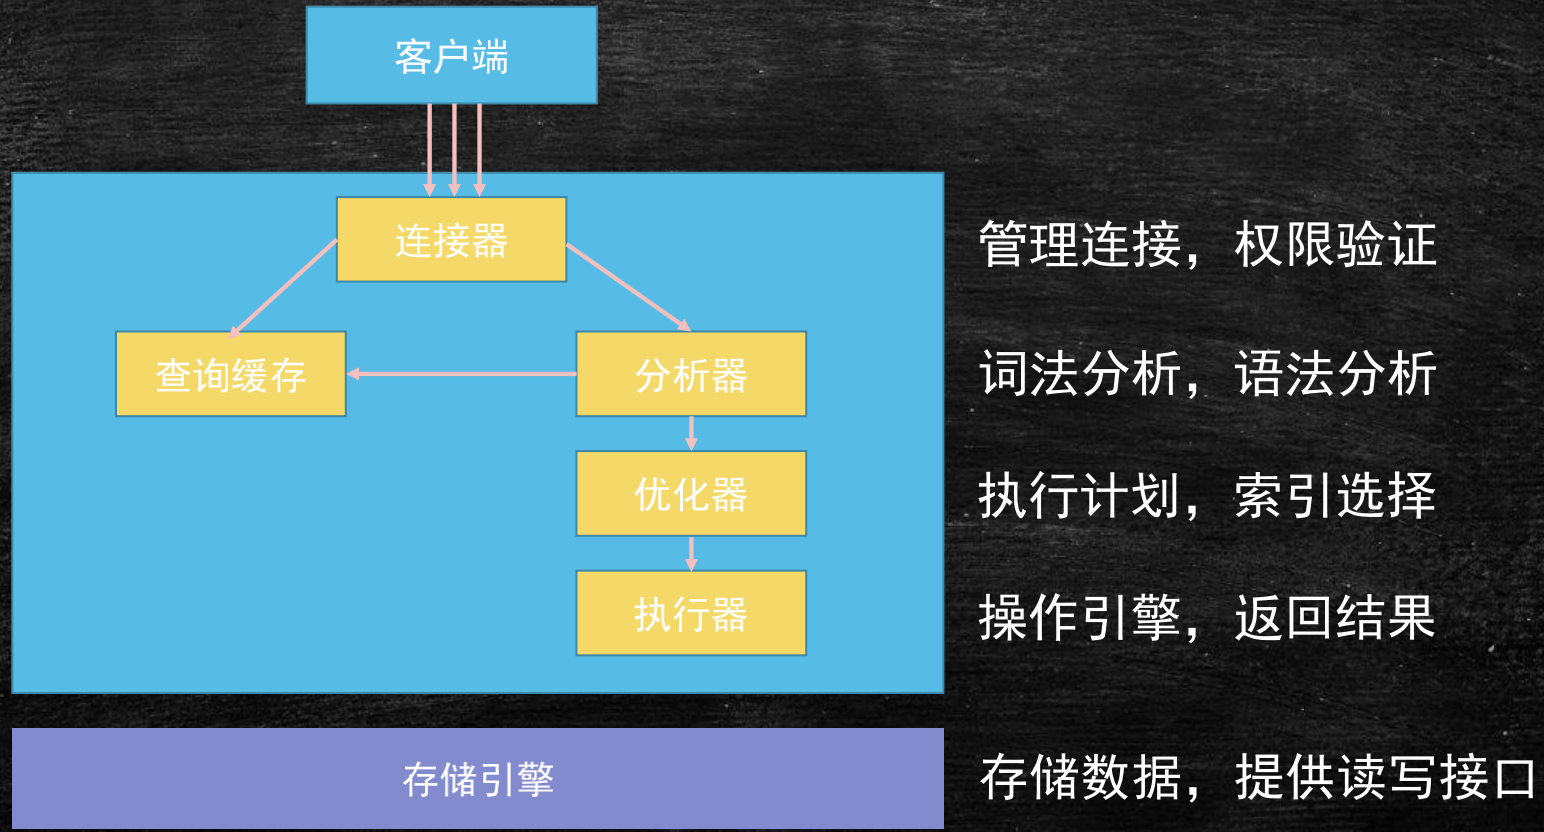 客户端
连接器
管理连接，权限验证
查询缓存
分析器
词法分析，语法分析
优化器
执行计划，索引选择
执行器
操作引擎，返回结果
存储引擎
存储数据，提供读写接口